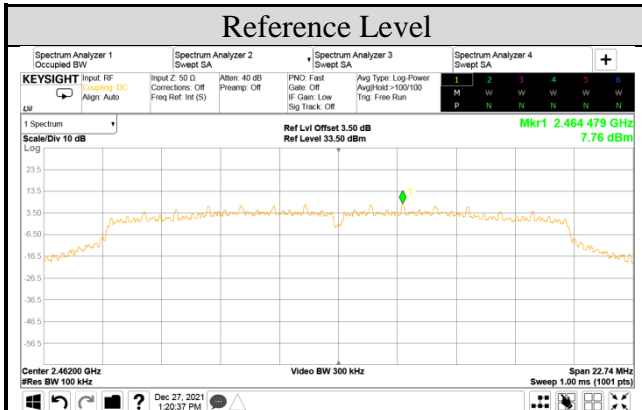 Reference Level
Spectrum Analyzer 1
Occupied BW
Spectrum Analyzer 2
Swept SA
Spectrum Analyzer 3
Swept SA
Spectrum Analyzer 4
Swept SA
+
KEYSIGHT
Input: RF
Coupling: DC
Align: Auto
Input Z: 50 Ω
Corrections: Off
Freq Ref: Int (S)
Atten: 40 dB
Preamp: Off
PNO: Fast
Gate: Off
IF Gain: Low
Sig Track: Off
Avg Type: Log-Power
Avg|Hold:>100/100
Trig: Free Run
1 2 3 4 5 6
M W W W W W
P N N N N N
LXI
1 Spectrum
Scale/Div 10 dB
Log
Ref Lvl Offset 3.50 dB
Ref Level 33.50 dBm
Mkr1 2.464 479 GHz
7.76 dBm
23.5
13.5
3.50
-6.50
-16.5
-26.5
-36.5
-46.5
-56.5
1
Center 2.46200 GHz
#Res BW 100 kHz
Video BW 300 kHz
Span 22.74 MHz
Sweep 1.00 ms (1001 pts)
?
Dec 27, 2021
1:20:37 PM